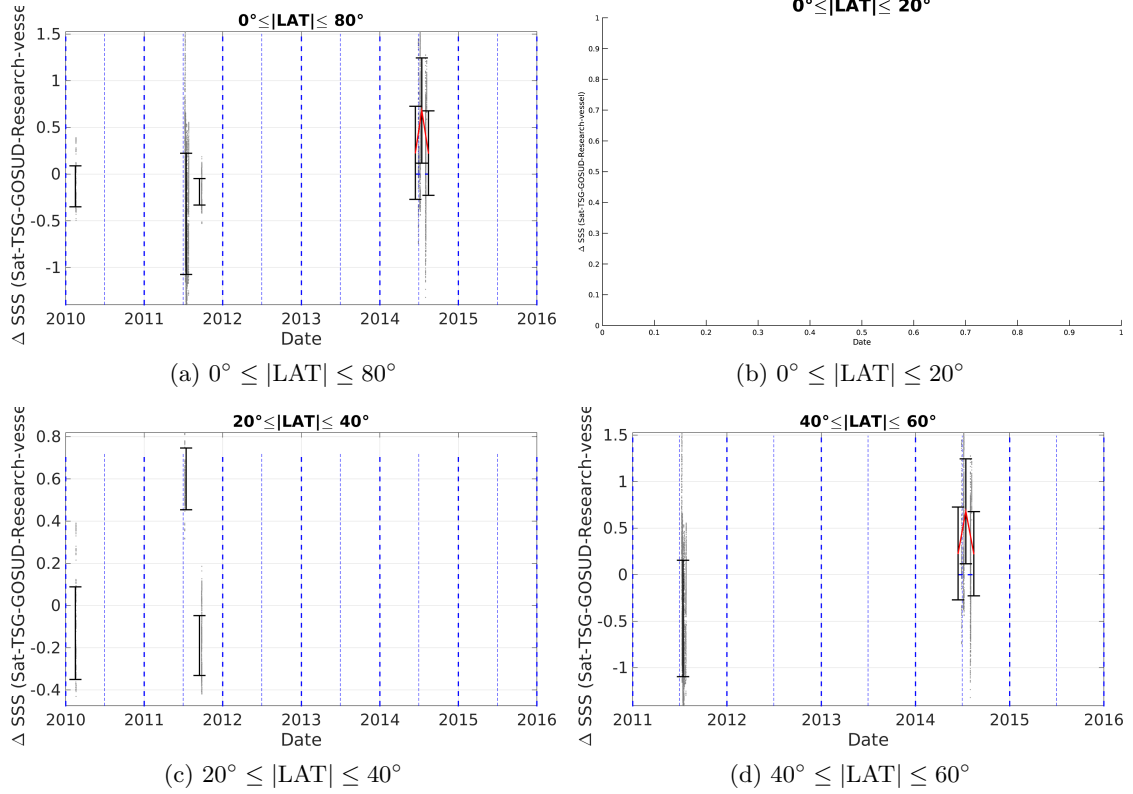 0°≤|LAT|≤ 80°
Δ SSS (Sat-TSG-GOSUD-Research-vesse
1.5
1
0.5
0
-0.5
-1
2010 2011 2012 2013 2014 2015 2016
Date
(a) 0° ≤ |LAT| ≤ 80°
0°≤|LAT|≤ 20°
Δ SSS (Sat-TSG-GOSUD-Research-vessel)
1
0.9
0.8
0.7
0.6
0.5
0.4
0.3
0.2
0.1
0
0 0.1 0.2 0.3 0.4 0.5 0.6 0.7 0.8 0.9 1
Date
(b) 0° ≤ |LAT| ≤ 20°
20°≤|LAT|≤ 40°
Δ SSS (Sat-TSG-GOSUD-Research-vesse
0.8
0.6
0.4
0.2
0
-0.2
-0.4
2010 2011 2012 2013 2014 2015 2016
Date
(c) 20° ≤ |LAT| ≤ 40°
40°≤|LAT|≤ 60°
Δ SSS (Sat-TSG-GOSUD-Research-vesse
1.5
1
0.5
0
-0.5
-1
2011 2012 2013 2014 2015 2016
Date
(d) 40° ≤ |LAT| ≤ 60°